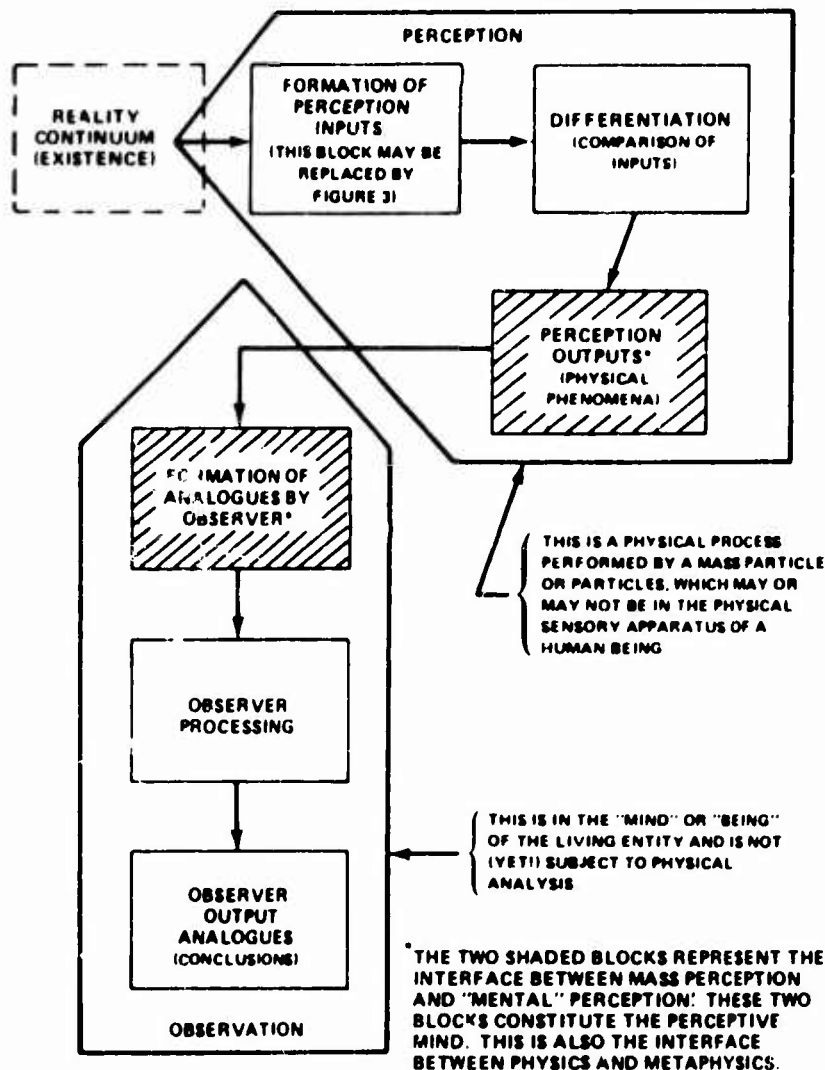 PERCEPTION
REALITY
CONTINUUM
(EXISTENCE)
FORMATION OF
PERCEPTION
INPUTS
(THIS BLOCK MAY BE
REPLACED BY
FIGURE 3)
DIFFERENTIATION
(COMPARISON OF
INPUTS)
PERCEPTION
OUTPUTS*
(PHYSICAL
PHENOMENA)
FORMATION OF
ANALOGUES BY
OBSERVER*
THIS IS A PHYSICAL PROCESS
PERFORMED BY A MASS PARTICLE
OR PARTICLES, WHICH MAY OR
MAY NOT BE IN THE PHYSICAL
SENSORY APPARATUS OF A
HUMAN BEING
OBSERVER
PROCESSING
THIS IS IN THE "MIND" OR "BEING"
OF THE LIVING ENTITY AND IS NOT
(YET!) SUBJECT TO PHYSICAL
ANALYSIS
OBSERVER
OUTPUT
ANALOGUES
(CONCLUSIONS)
OBSERVATION
*THE TWO SHADED BLOCKS REPRESENT THE
INTERFACE BETWEEN MASS PERCEPTION
AND "MENTAL" PERCEPTION. THESE TWO
BLOCKS CONSTITUTE THE PERCEPTIVE
MIND. THIS IS ALSO THE INTERFACE
BETWEEN PHYSICS AND METAPHYSICS.